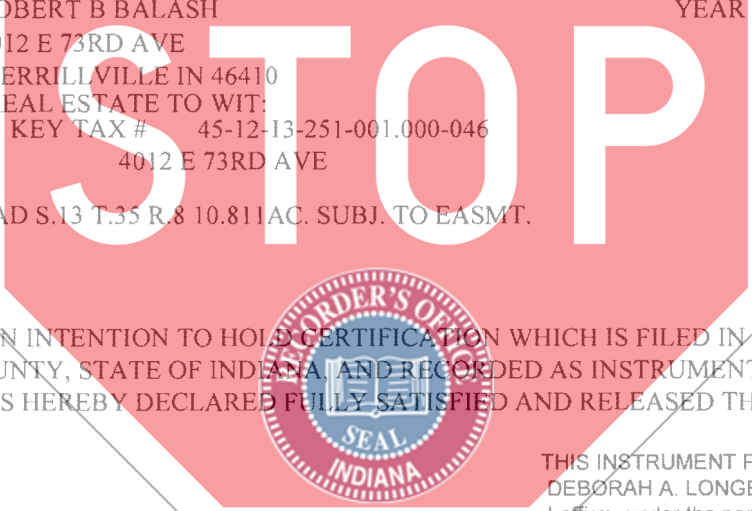 OBERT B BALASH YEAR
012 E 73RD AVE
ERRILLVILLE IN 46410
REAL ESTATE TO WIT:
KEY TAX # 45-12-13-251-001.000-046
4012 E 73RD AVE
AD S.13 T.35 R.8 10.811AC. SUBJ. TO EASMT.
STOP
N INTENTION TO HOLD CERTIFICATION WHICH IS FILED IN
UNTY, STATE OF INDIANA, AND RECORDED AS INSTRUMENT
S HEREBY DECLARED FULLY SATISFIED AND RELEASED TH
RECORDER'S OFFICE
SEAL
INDIANA
THIS INSTRUMENT P
DEBORAH A. LONGE